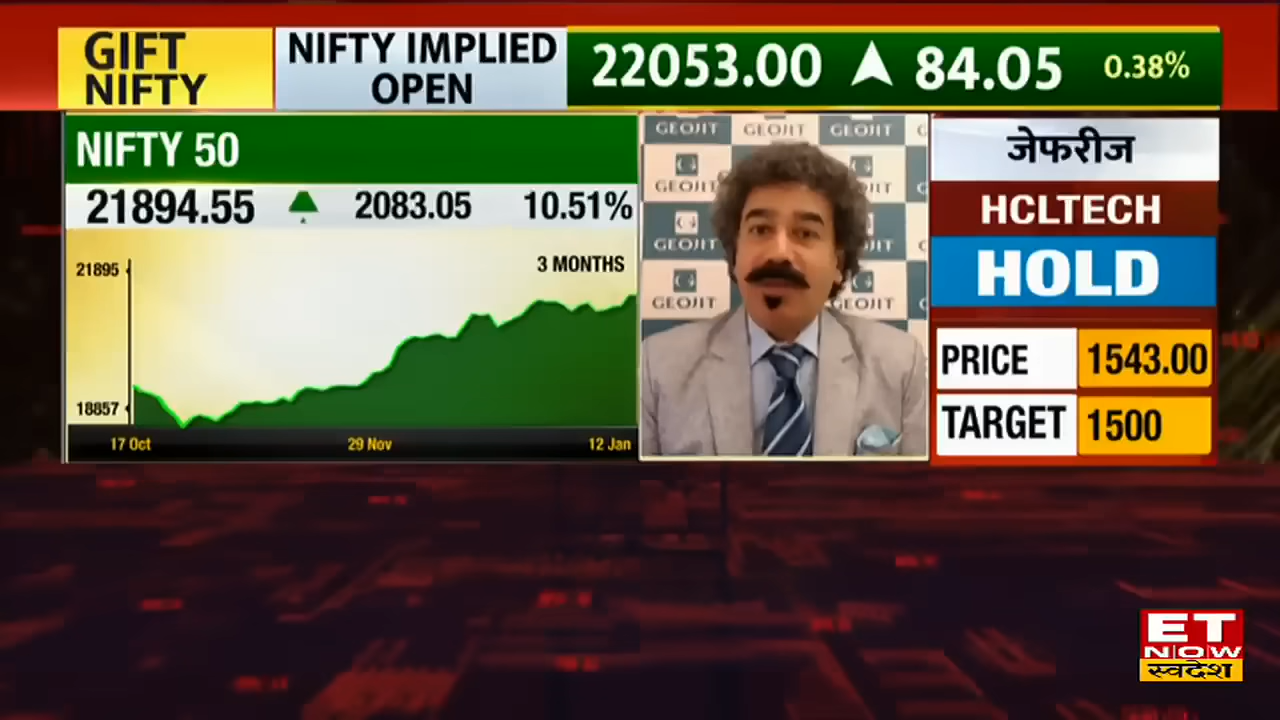 GIFT
NIFTY
NIFTY IMPLIED
OPEN
22053.00 84.05 0.38%
NIFTY 50
21894.55 2083.05 10.51%
3 MONTHS
21895
18857
17 Oct 29 Nov 12 Jan
GEOJIT GEOJIT GEOJIT
GEOJIT
GEOJIT
GEOJIT GEOJIT
जेफरीज
HCLTECH
HOLD
PRICE 1543.00
TARGET 1500
ET
NOW
स्वदेश